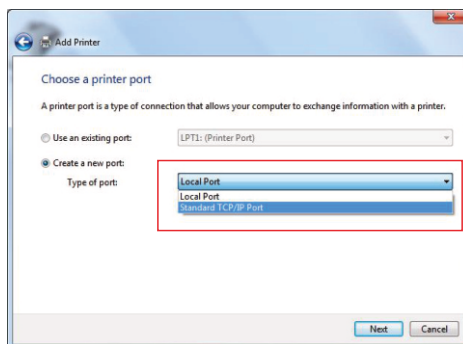 Add Printer
Choose a printer port
A printer port is a type of connection that allows your computer to exchange information with a printer.
Use an existing port: LPT1: (Printer Port)
Create a new port:
Type of port: Local Port
Local Port
Standard TCP/IP Port
Next Cancel